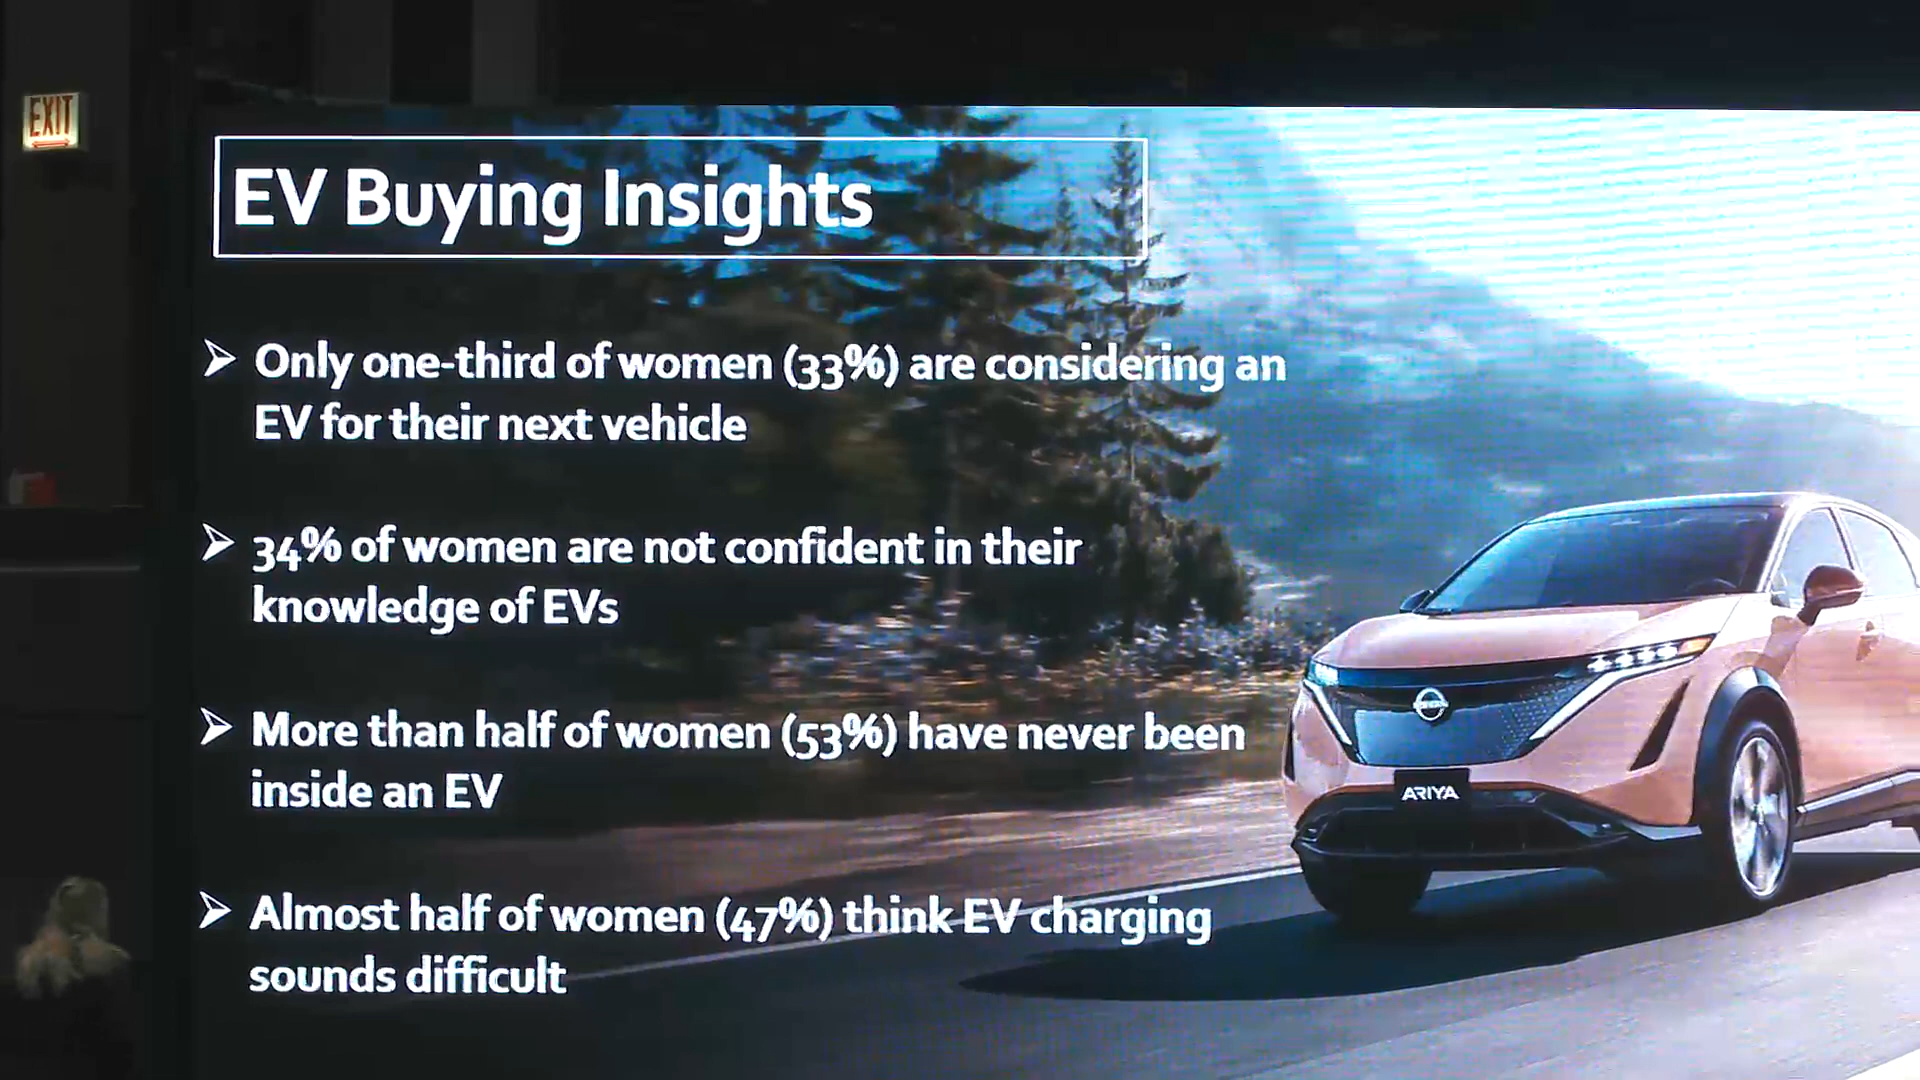 EXIT
EV Buying Insights
➢ Only one-third of women (33%) are considering an
EV for their next vehicle
➢ 34% of women are not confident in their
knowledge of EVs
➢ More than half of women (53%) have never been
inside an EV
➢ Almost half of women (47%) think EV charging
sounds difficult
ARIYA